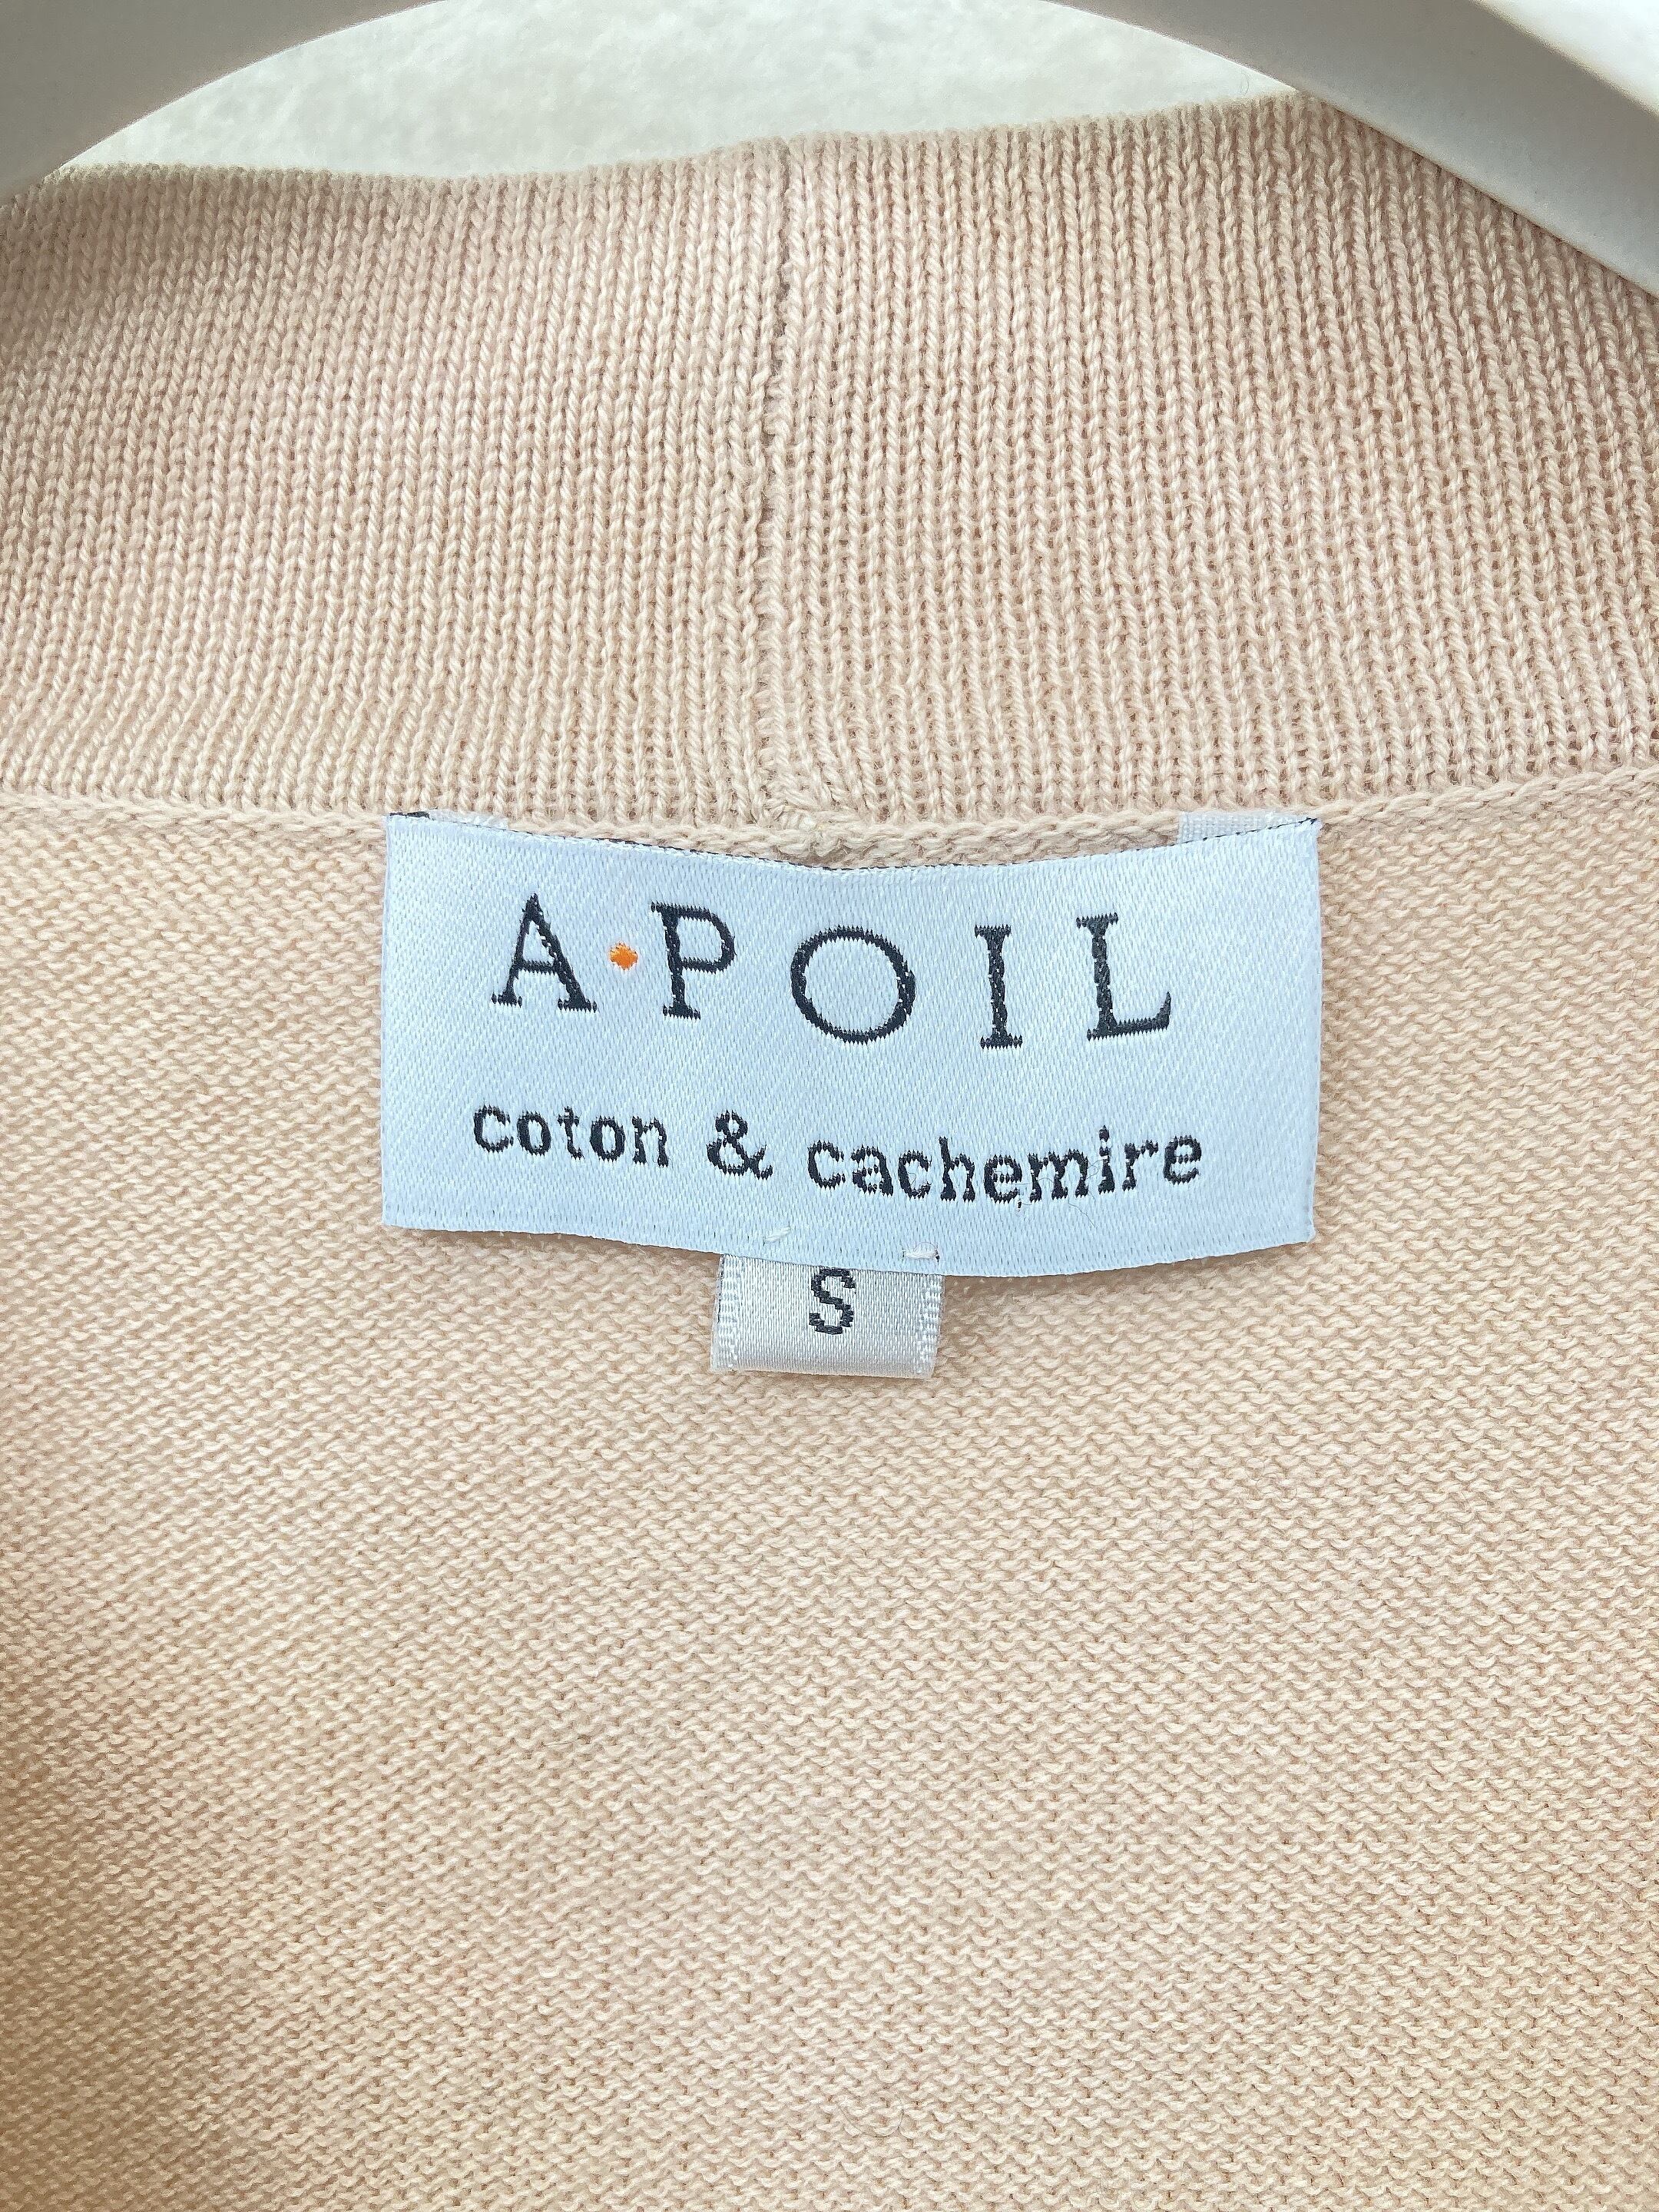 A·POIL
coton & cachemire
S